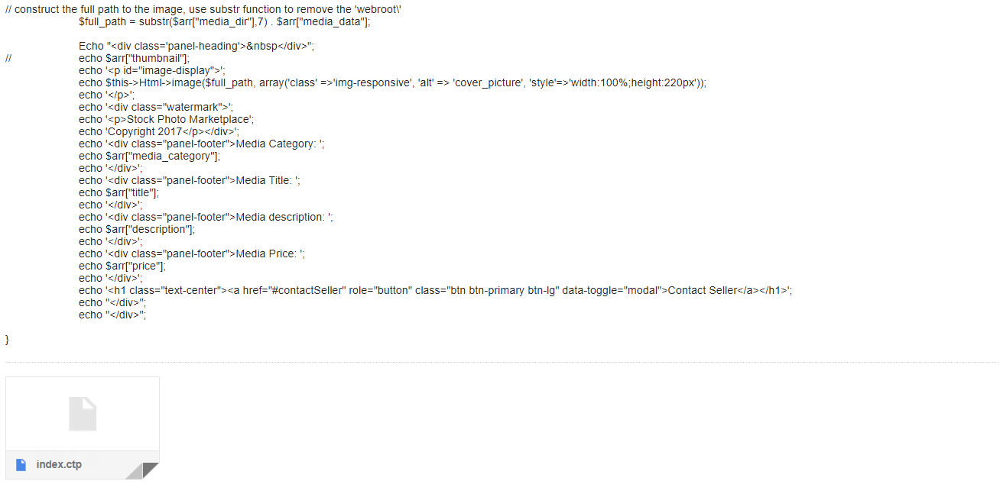 // construct the full path to the image, use substr function to remove the 'webroot\'
$full_path = substr($arr["media_dir"],7) . $arr["media_data"];
Echo "<div class='panel-heading'>&nbsp</div>";
// echo $arr["thumbnail"];
echo '<p id="image-display">';
echo $this->Html->image($full_path, array('class' =>'img-responsive', 'alt' => 'cover_picture', 'style'=>'width:100%;height:220px'));
echo '</p>';
echo '<div class="watermark">';
echo '<p>Stock Photo Marketplace';
echo 'Copyright 2017</p></div>';
echo '<div class="panel-footer">Media Category: ';
echo $arr["media_category"];
echo '</div>';
echo '<div class="panel-footer">Media Title: ';
echo $arr["title"];
echo '</div>';
echo '<div class="panel-footer">Media description: ';
echo $arr["description"];
echo '</div>';
echo '<div class="panel-footer">Media Price: ';
echo $arr["price"];
echo '</div>';
echo '<h1 class="text-center"><a href="#contactSeller" role="button" class="btn btn-primary btn-lg" data-toggle="modal">Contact Seller</a></h1>';
echo "</div>";
echo "</div>";
}
index.ctp